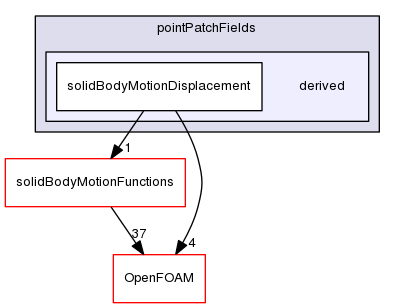 pointPatchFields
solidBodyMotionDisplacement
derived
1
solidBodyMotionFunctions
37
4
OpenFOAM